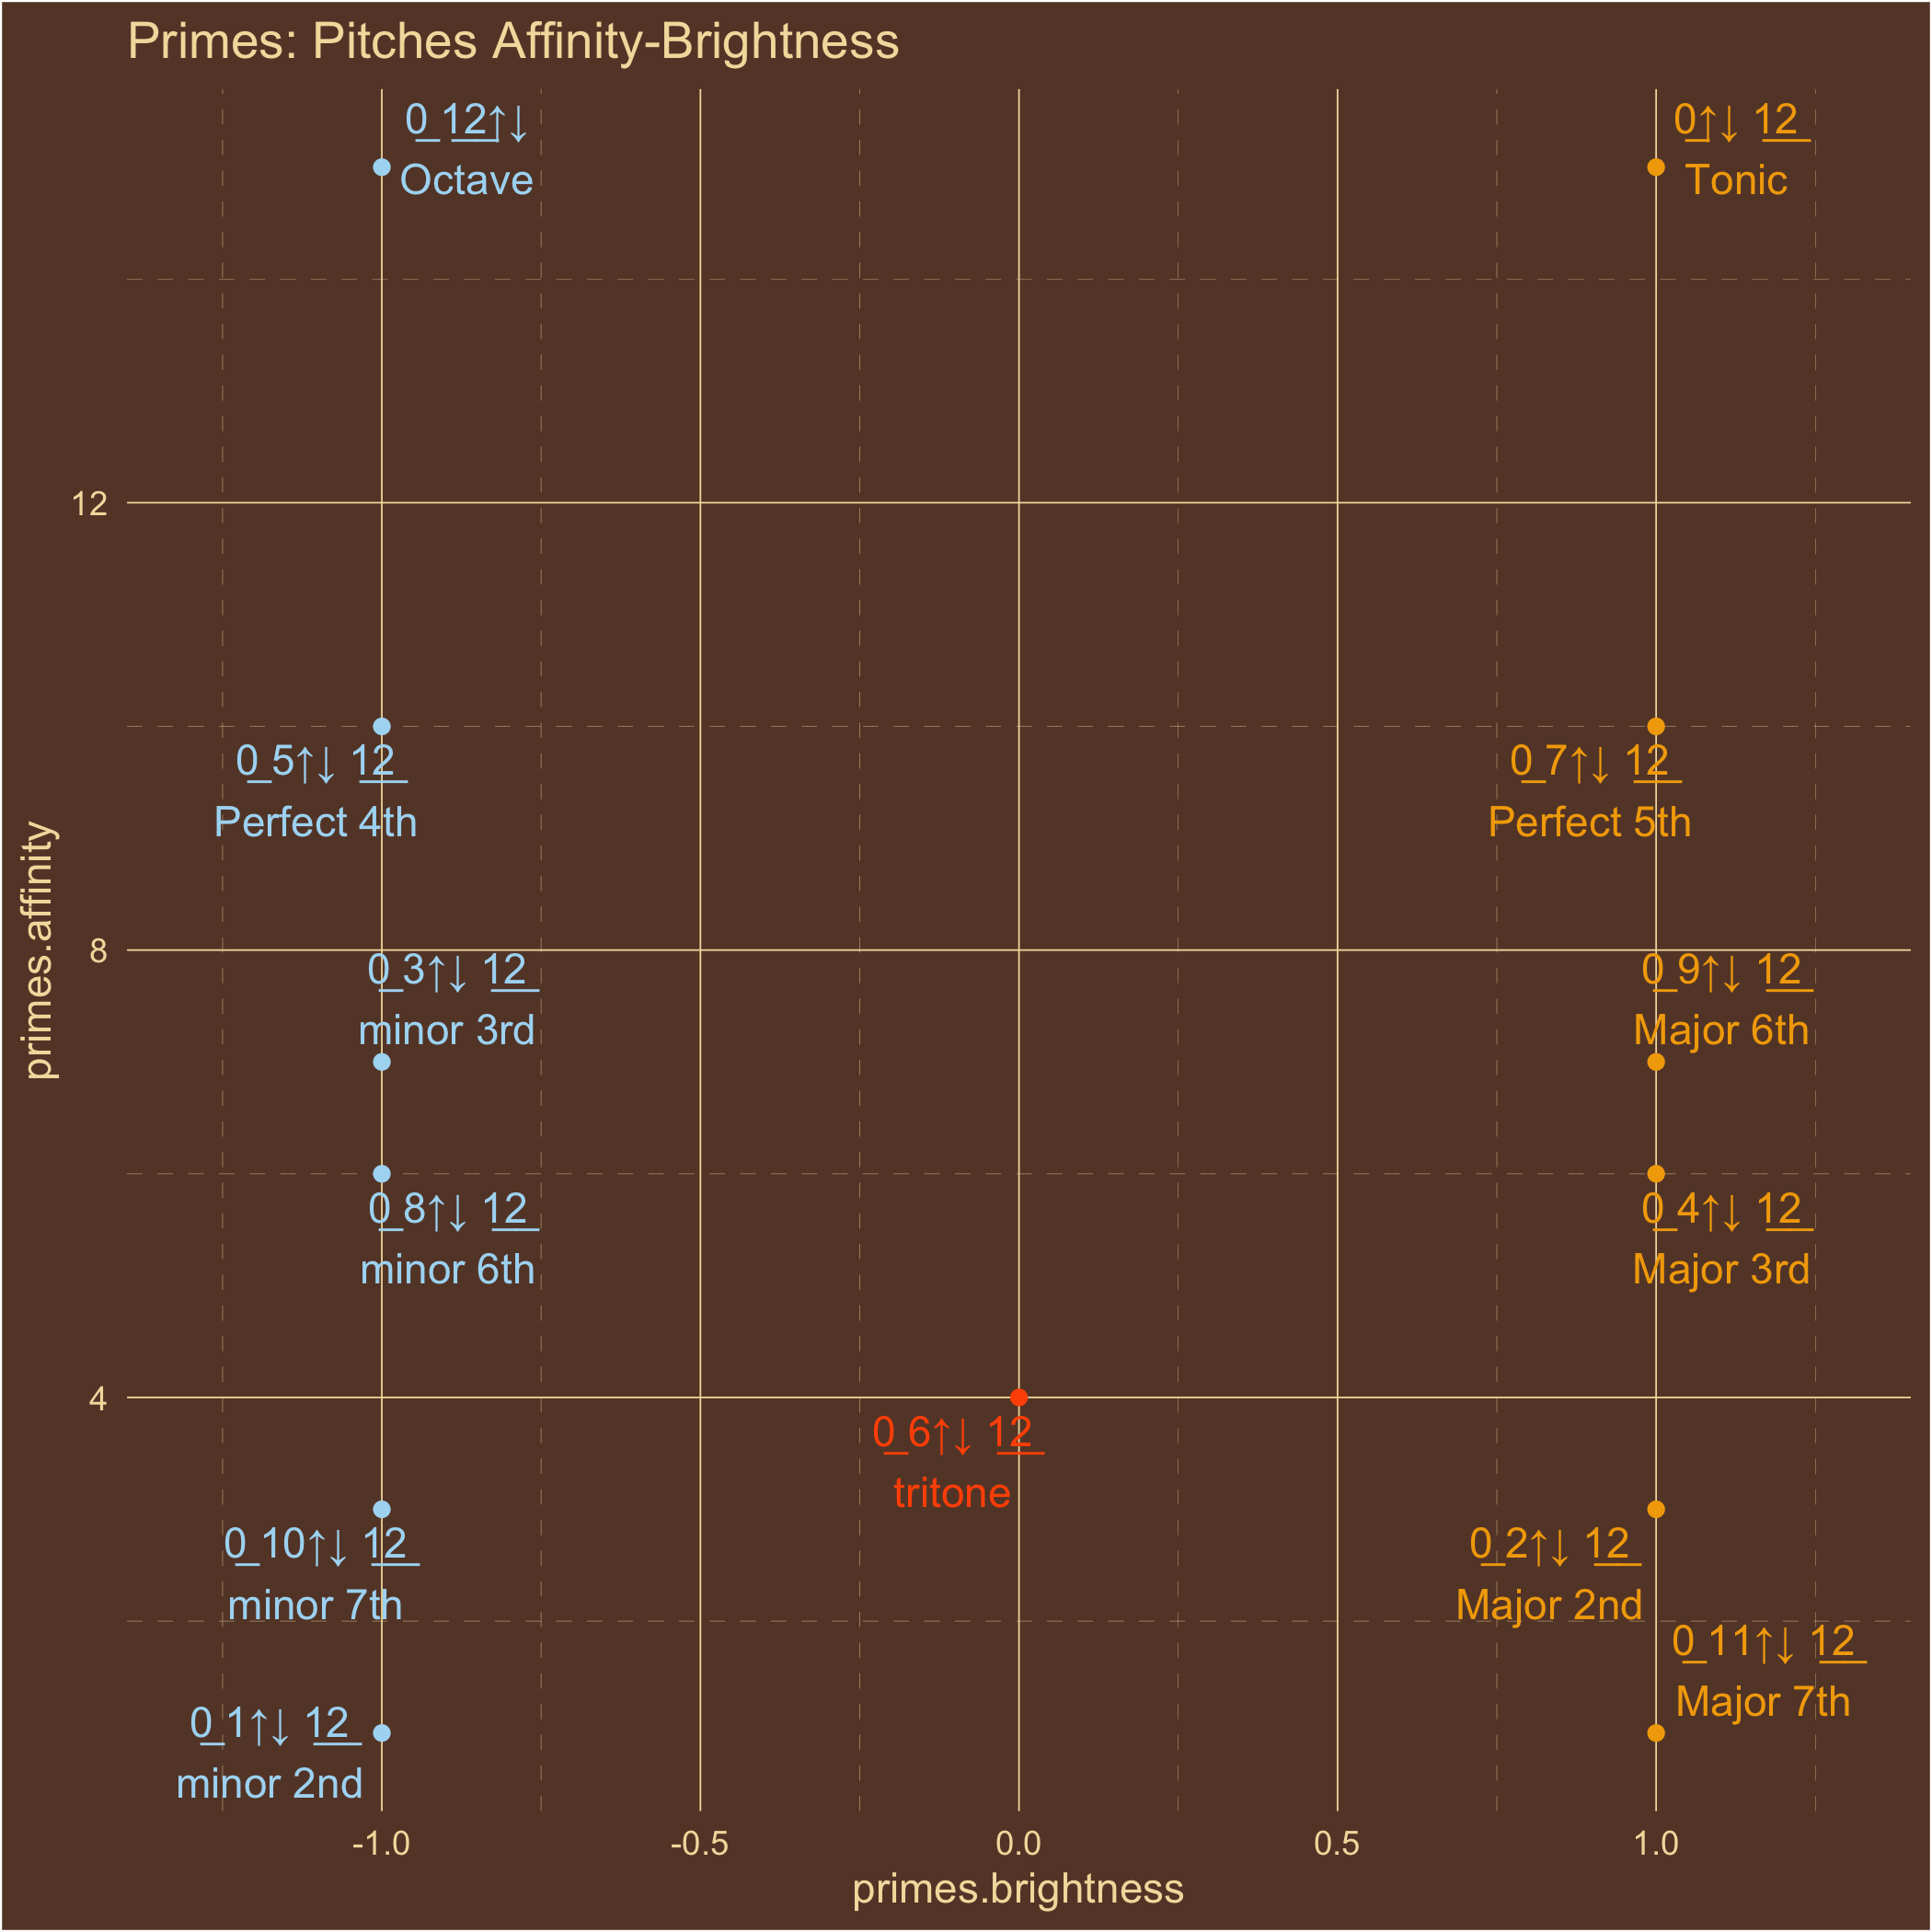 Primes: Pitches Affinity-Brightness
0 12↑↓
Octave
0↑↓ 12
Tonic
12
0 5↑↓ 12
Perfect 4th
0 7↑↓ 12
Perfect 5th
primes.affinity
8
0 3↑↓ 12
minor 3rd
0 9↑↓ 12
Major 6th
0 8↑↓ 12
minor 6th
0 4↑↓ 12
Major 3rd
4
0 6↑↓ 12
tritone
0 10↑↓ 12
minor 7th
0 2↑↓ 12
Major 2nd
0 11↑↓ 12
Major 7th
0 1↑↓ 12
minor 2nd
-1.0 -0.5 0.0 0.5 1.0
primes.brightness